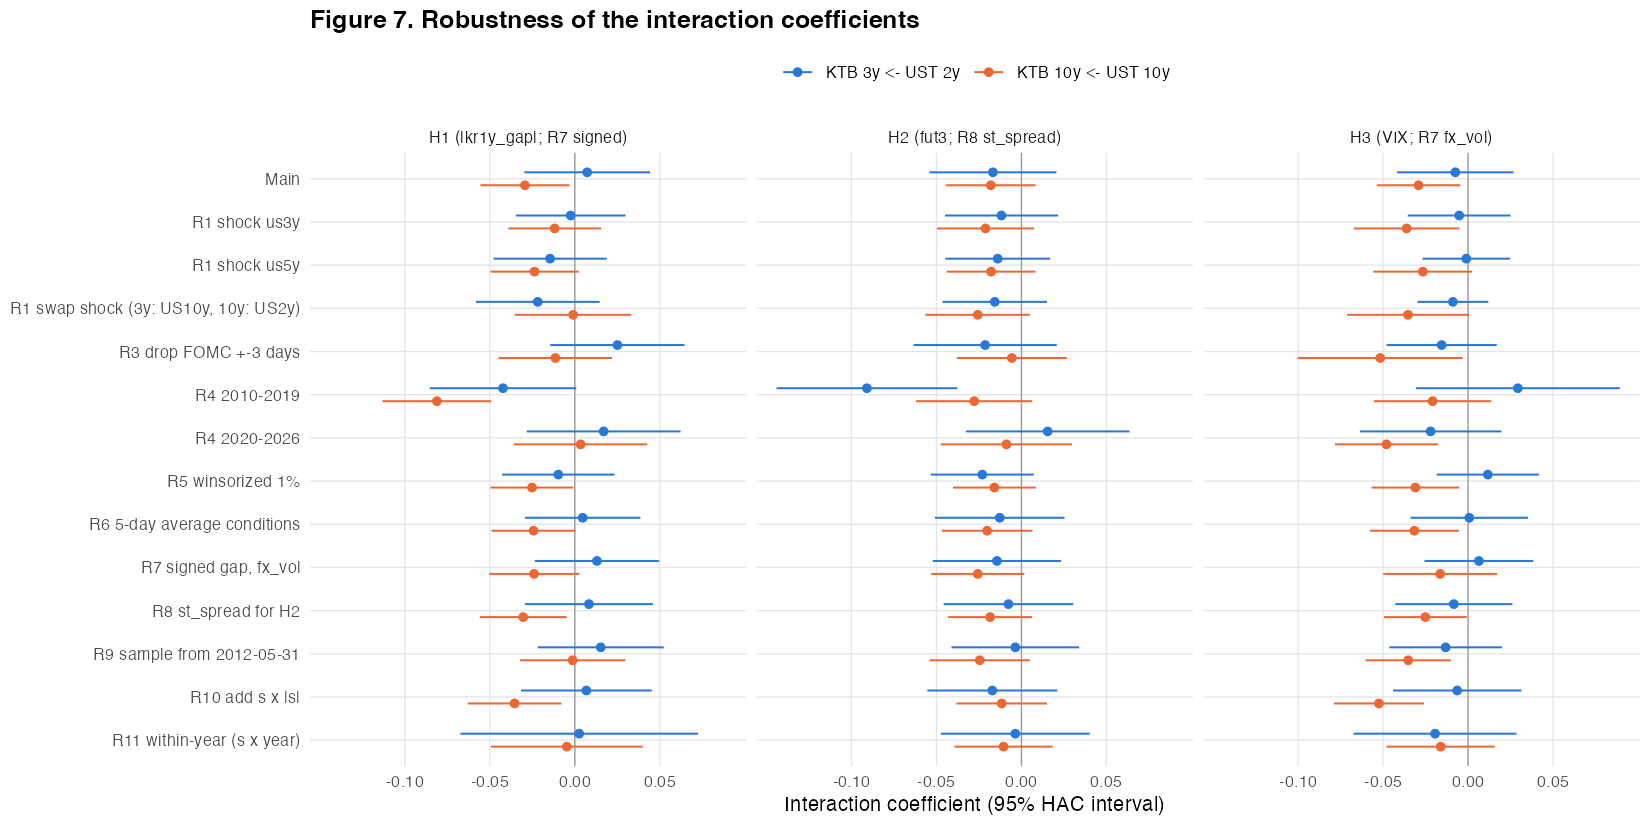 Figure 7. Robustness of the interaction coefficients
KTB 3y <- UST 2y
KTB 10y <- UST 10y
H1 (|kr1y_gap|; R7 signed)
H2 (fut3; R8 st_spread)
H3 (VIX; R7 fx_vol)
Main
R1 shock us3y
R1 shock us5y
R1 swap shock (3y: US10y, 10y: US2y)
R3 drop FOMC +-3 days
R4 2010-2019
R4 2020-2026
R5 winsorized 1%
R6 5-day average conditions
R7 signed gap, fx_vol
R8 st_spread for H2
R9 sample from 2012-05-31
R10 add s x |s|
R11 within-year (s x year)
-0.10 -0.05 0.00 0.05
-0.10 -0.05 0.00 0.05
-0.10 -0.05 0.00 0.05
Interaction coefficient (95% HAC interval)